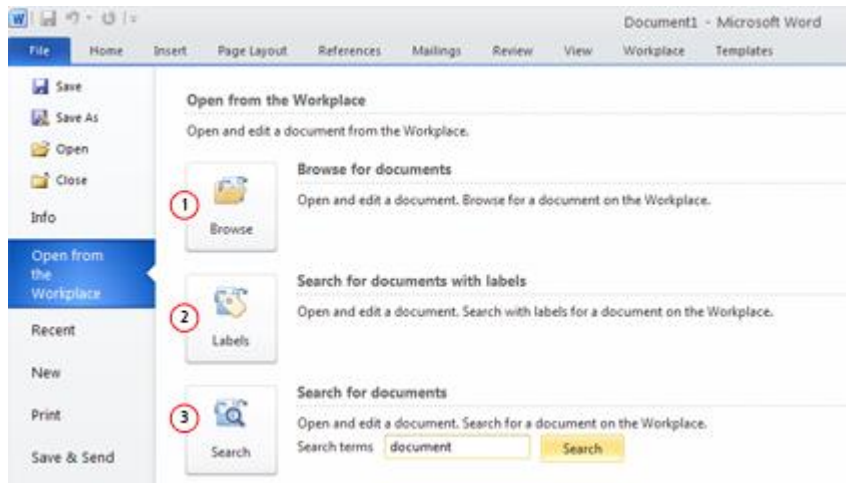 W
Document1 - Microsoft Word
File Home Insert Page Layout References Mailings Review View Workplace Templates
Save
Save As
Open
Close
Info
Open from
the
Workplace
Recent
New
Print
Save & Send
Open from the Workplace
Open and edit a document from the Workplace.
1
Browse
Browse for documents
Open and edit a document. Browse for a document on the Workplace.
2
Labels
Search for documents with labels
Open and edit a document. Search with labels for a document on the Workplace.
3
Search
Search for documents
Open and edit a document. Search for a document on the Workplace.
Search terms document Search